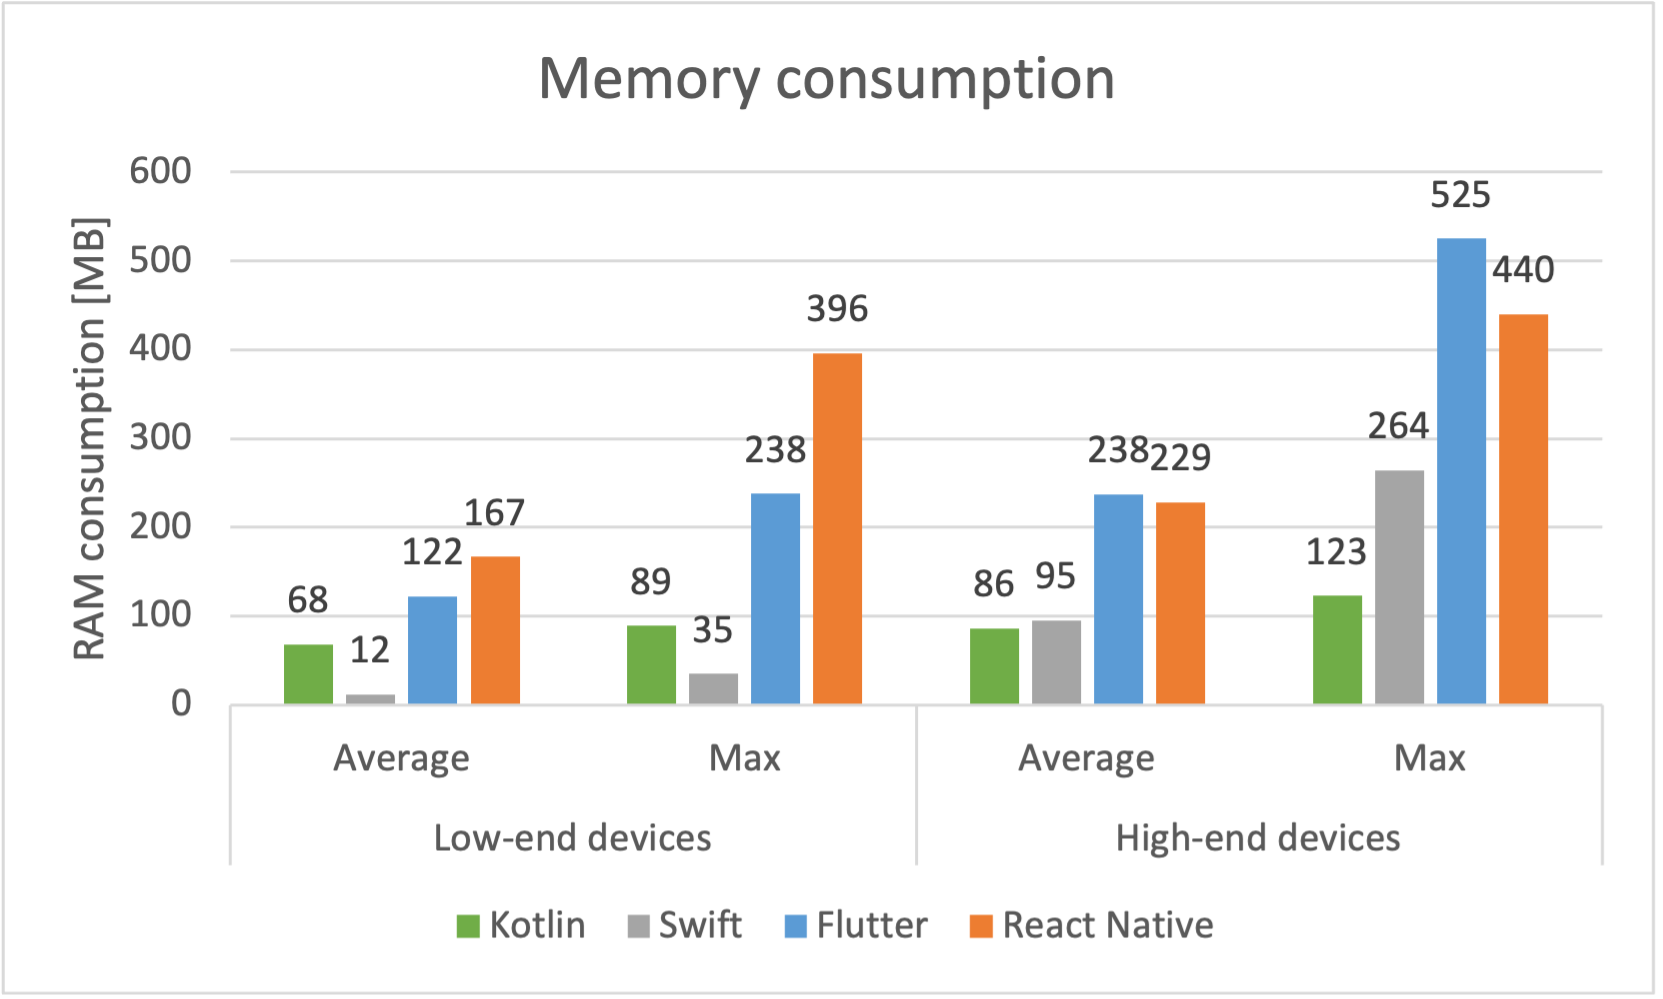 Memory consumption
RAM consumption [MB]
600
500
400
300
200
100
0
68
12
122
167
89
35
238
396
86
95
238
229
123
264
525
440
Average
Max
Average
Max
Low-end devices
High-end devices
Kotlin
Swift
Flutter
React Native